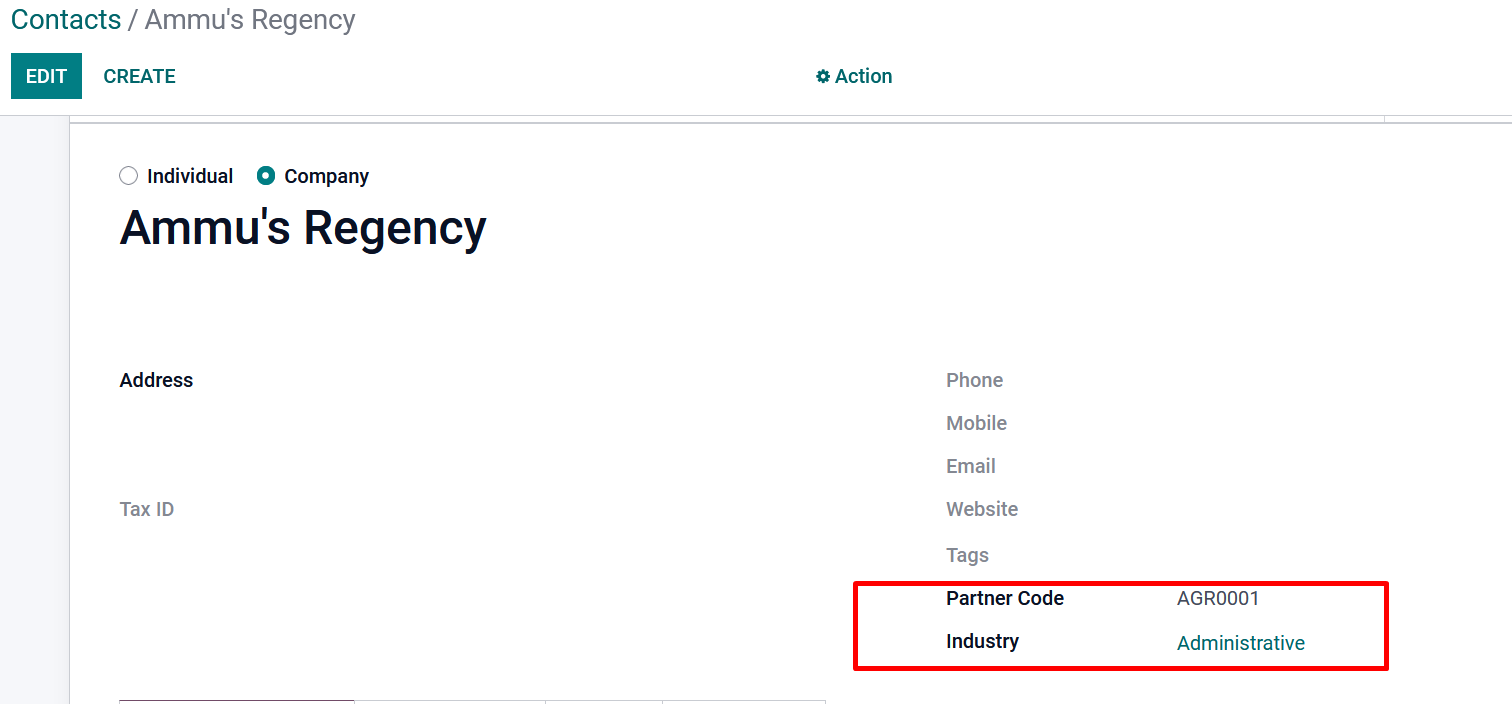 Contacts / Ammu's Regency
EDIT CREATE Action
Individual Company
Ammu's Regency
Address
Tax ID
Phone
Mobile
Email
Website
Tags
Partner Code AGR0001
Industry Administrative